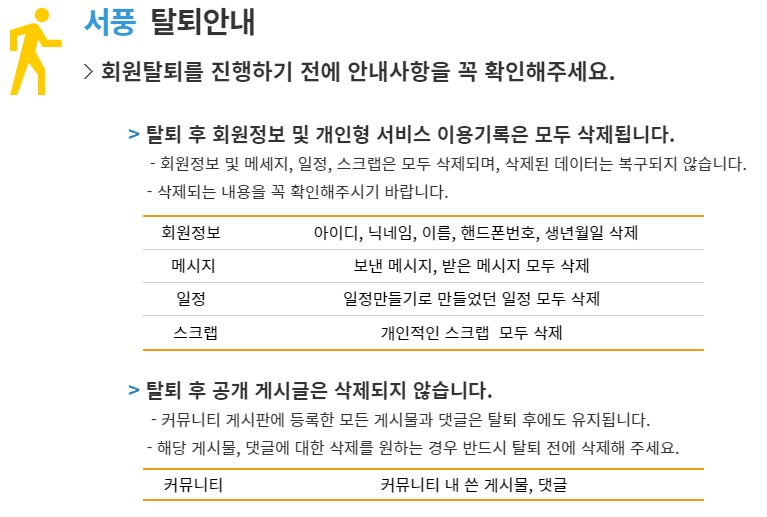 서풍 탈퇴안내
> 회원탈퇴를 진행하기 전에 안내사항을 꼭 확인해주세요.
> 탈퇴 후 회원정보 및 개인형 서비스 이용기록은 모두 삭제됩니다.
- 회원정보 및 메세지, 일정, 스크랩은 모두 삭제되며, 삭제된 데이터는 복구되지 않습니다.
- 삭제되는 내용을 꼭 확인해주시기 바랍니다.
회원정보 아이디, 닉네임, 이름, 핸드폰번호, 생년월일 삭제
메시지 보낸 메시지, 받은 메시지 모두 삭제
일정 일정만들기로 만들었던 일정 모두 삭제
스크랩 개인적인 스크랩 모두 삭제
> 탈퇴 후 공개 게시글은 삭제되지 않습니다.
- 커뮤니티 게시판에 등록한 모든 게시물과 댓글은 탈퇴 후에도 유지됩니다.
- 해당 게시물, 댓글에 대한 삭제를 원하는 경우 반드시 탈퇴 전에 삭제해 주세요.
커뮤니티 커뮤니티 내 쓴 게시물, 댓글